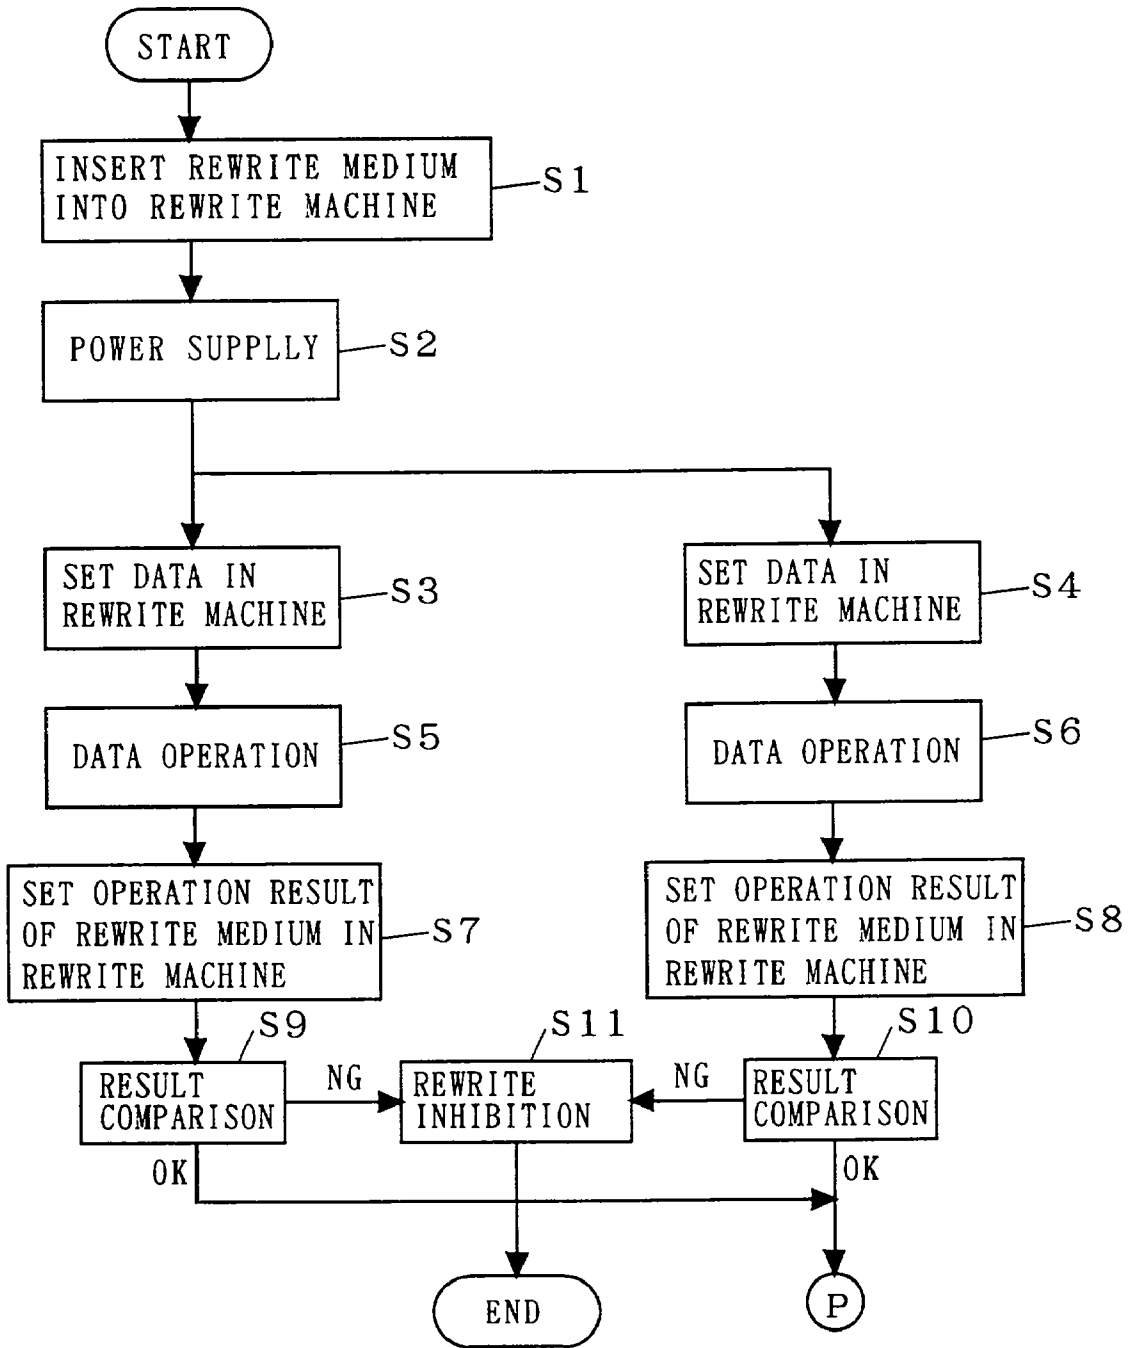 START
INSERT REWRITE MEDIUM
INTO REWRITE MACHINE
S1
POWER SUPPLLY
S2
SET DATA IN
REWRITE MACHINE
S3
SET DATA IN
REWRITE MACHINE
S4
DATA OPERATION
S5
DATA OPERATION
S6
SET OPERATION RESULT
OF REWRITE MEDIUM IN
REWRITE MACHINE
S7
SET OPERATION RESULT
OF REWRITE MEDIUM IN
REWRITE MACHINE
S8
S9
RESULT
COMPARISON
NG
OK
S11
REWRITE
INHIBITION
NG
S10
RESULT
COMPARISON
OK
END
P